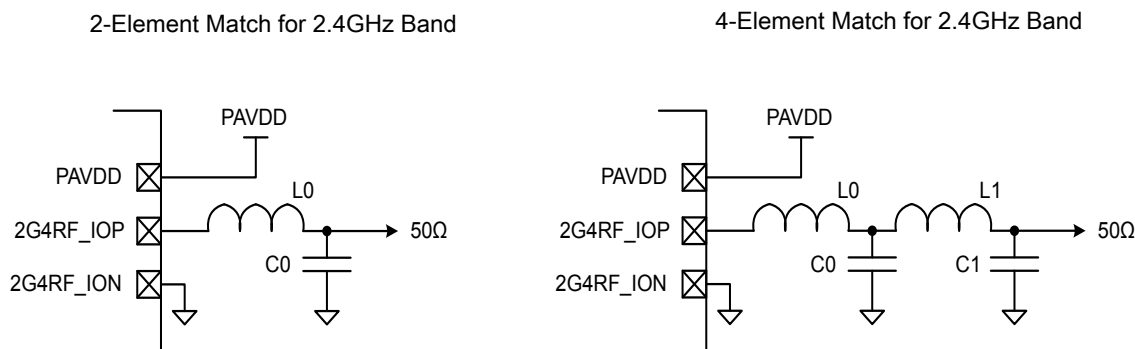 2-Element Match for 2.4GHz Band
4-Element Match for 2.4GHz Band
PAVDD
PAVDD
L0
2G4RF_IOP
50Ω
C0
2G4RF_ION
PAVDD
PAVDD
L0
L1
2G4RF_IOP
50Ω
C0
C1
2G4RF_ION